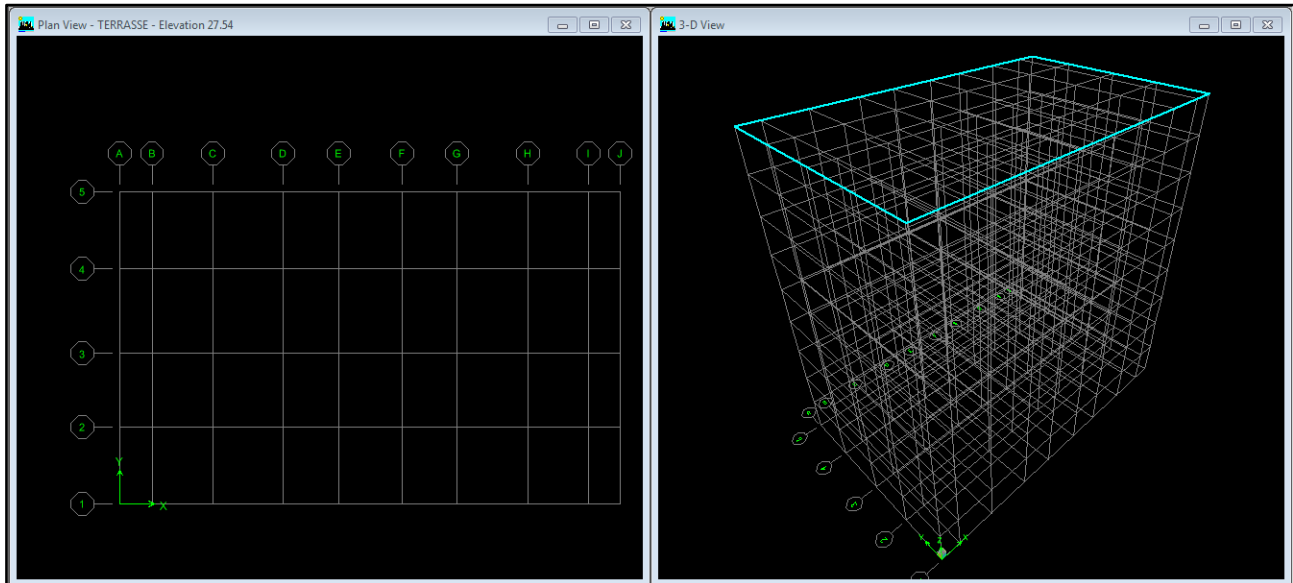 Plan View - TERRASSE - Elevation 27.54
A B C D E F G H I J
5
4
3
2
Y
X
1
3-D View
Y Z X